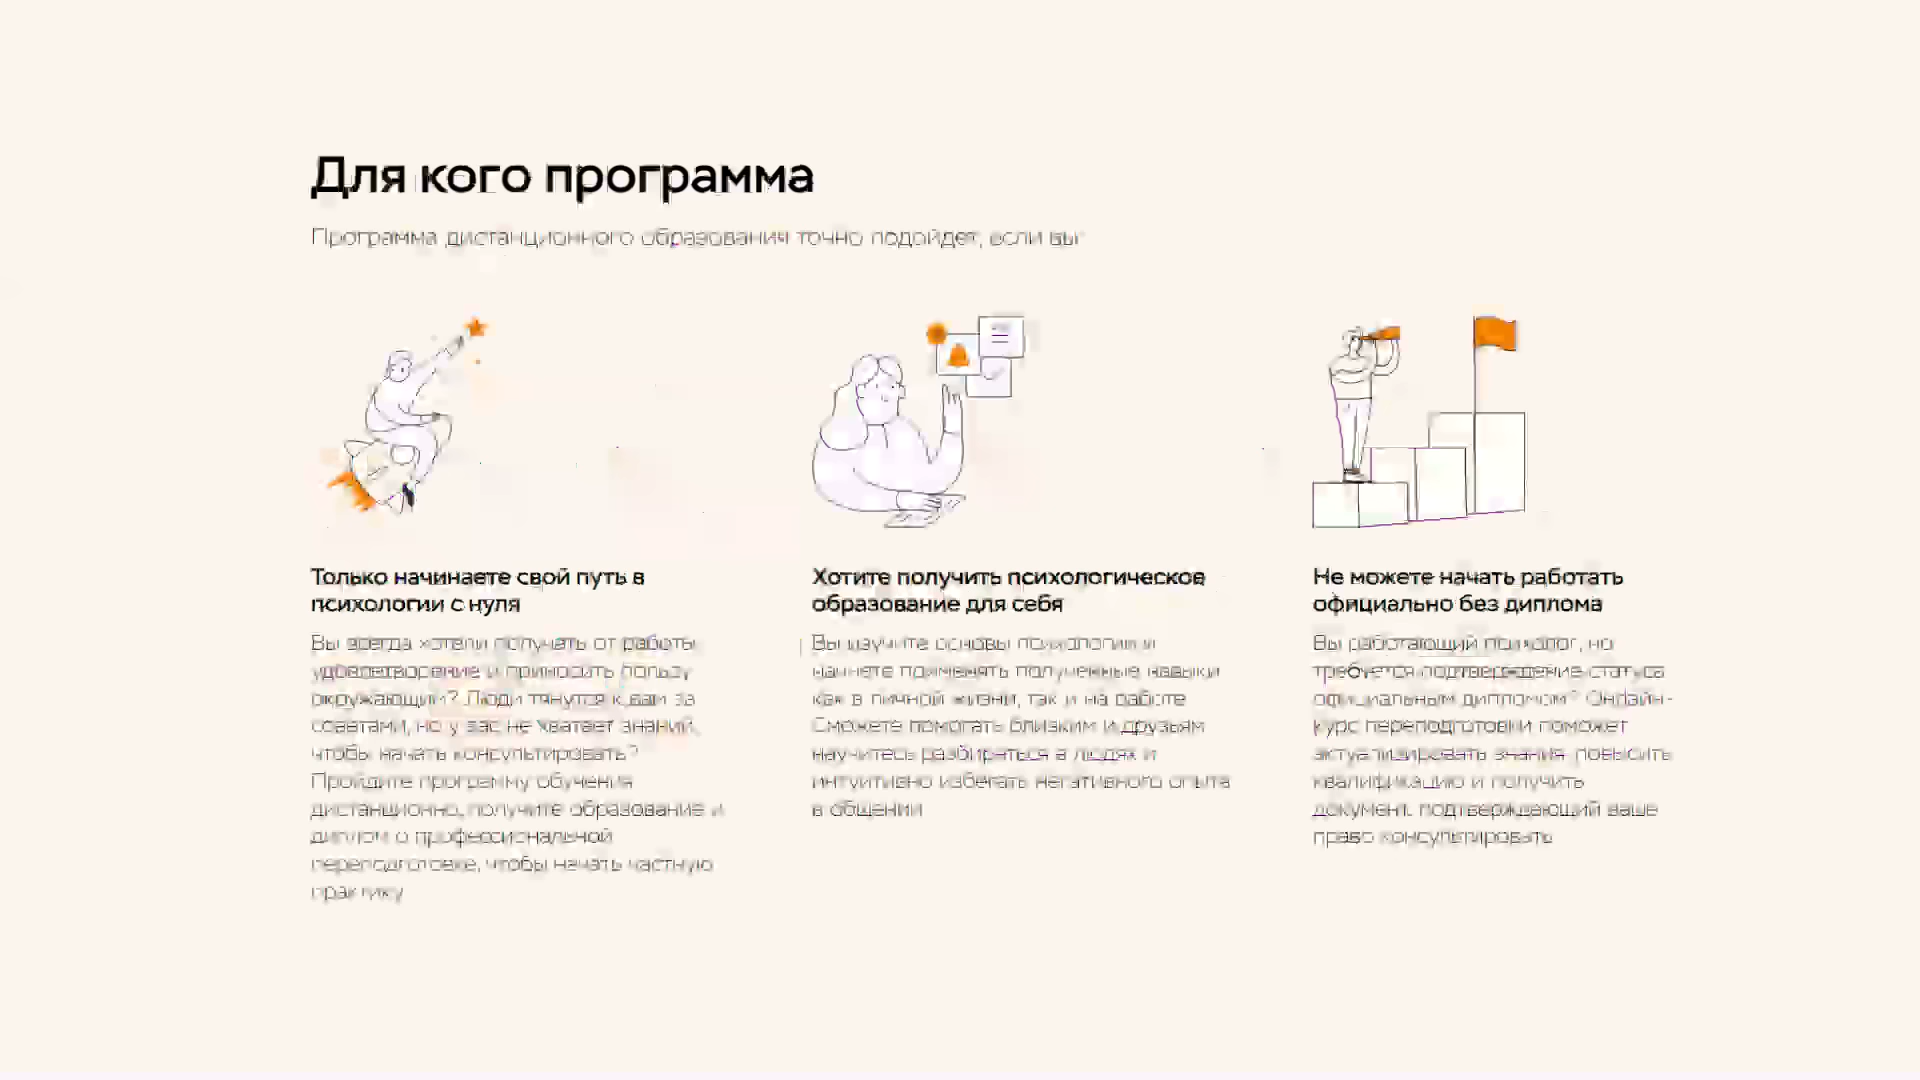 Для кого программа
Программа дистанционного образования точно подойдет, если вы:
Только начинаете свой путь в
психологии с нуля
Вы всегда хотели получать от работы
удовлетворение и приносить пользу
окружающим? Люди тянутся к вам за
советами, но у вас не хватает знаний,
чтобы начать консультировать?
Пройдите программу обучения
дистанционно, получите образование и
диплом о профессиональной
переподготовке, чтобы начать частную
практику
Хотите получить психологическое
образование для себя
Вы изучите основы психологии и
начнете применять полученные навыки
как в личной жизни, так и на работе
Сможете помогать близким и друзьям
научитесь разбираться в людях и
интуитивно избегать негативного опыта
в общении
Не можете начать работать
официально без диплома
Вы работающий психолог, но
требуется подтверждение статуса
официальным дипломом? Онлайн-
курс переподготовки поможет
актуализировать знания, повысить
квалификацию и получить
документ, подтверждающий ваше
право консультировать